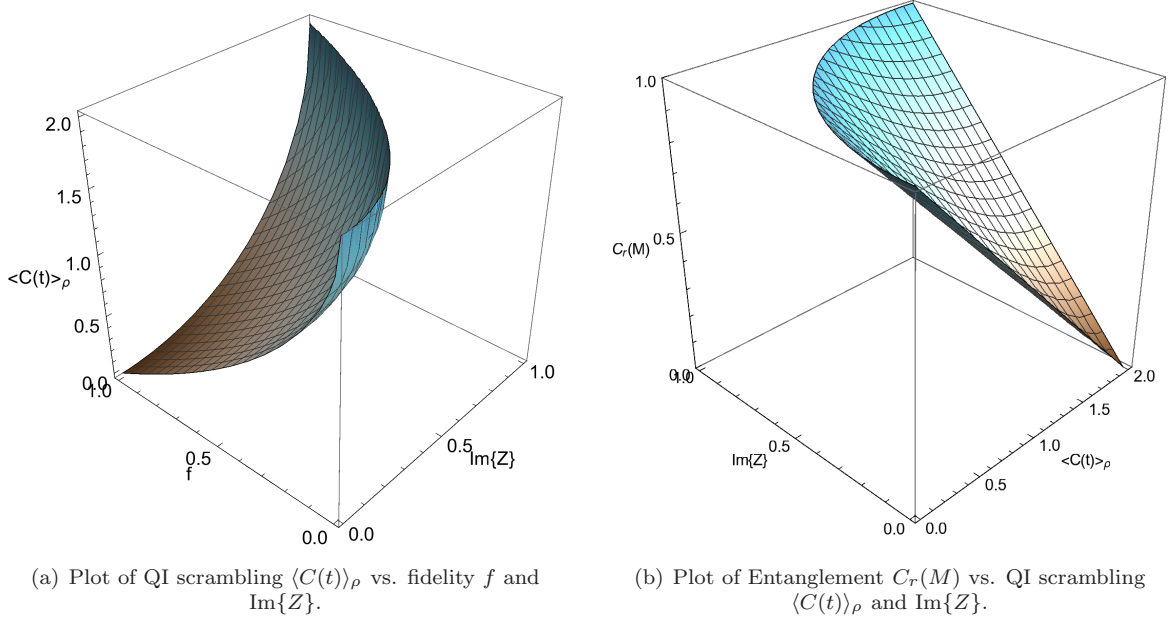 2.0
1.5
1.0
<C(t)>ρ
0.5
0.0
1.0
0.5
f
0.0
0.0
0.5
Im{Z}
1.0
1.0
0.5
Cr(M)
0.0
1.0
0.5
Im{Z}
0.0
0.0
0.5
1.0
<C(t)>ρ
1.5
2.0
(a) Plot of QI scrambling ⟨C(t)⟩ρ vs. fidelity f and
Im{Z}.
(b) Plot of Entanglement Cr(M) vs. QI scrambling
⟨C(t)⟩ρ and Im{Z}.